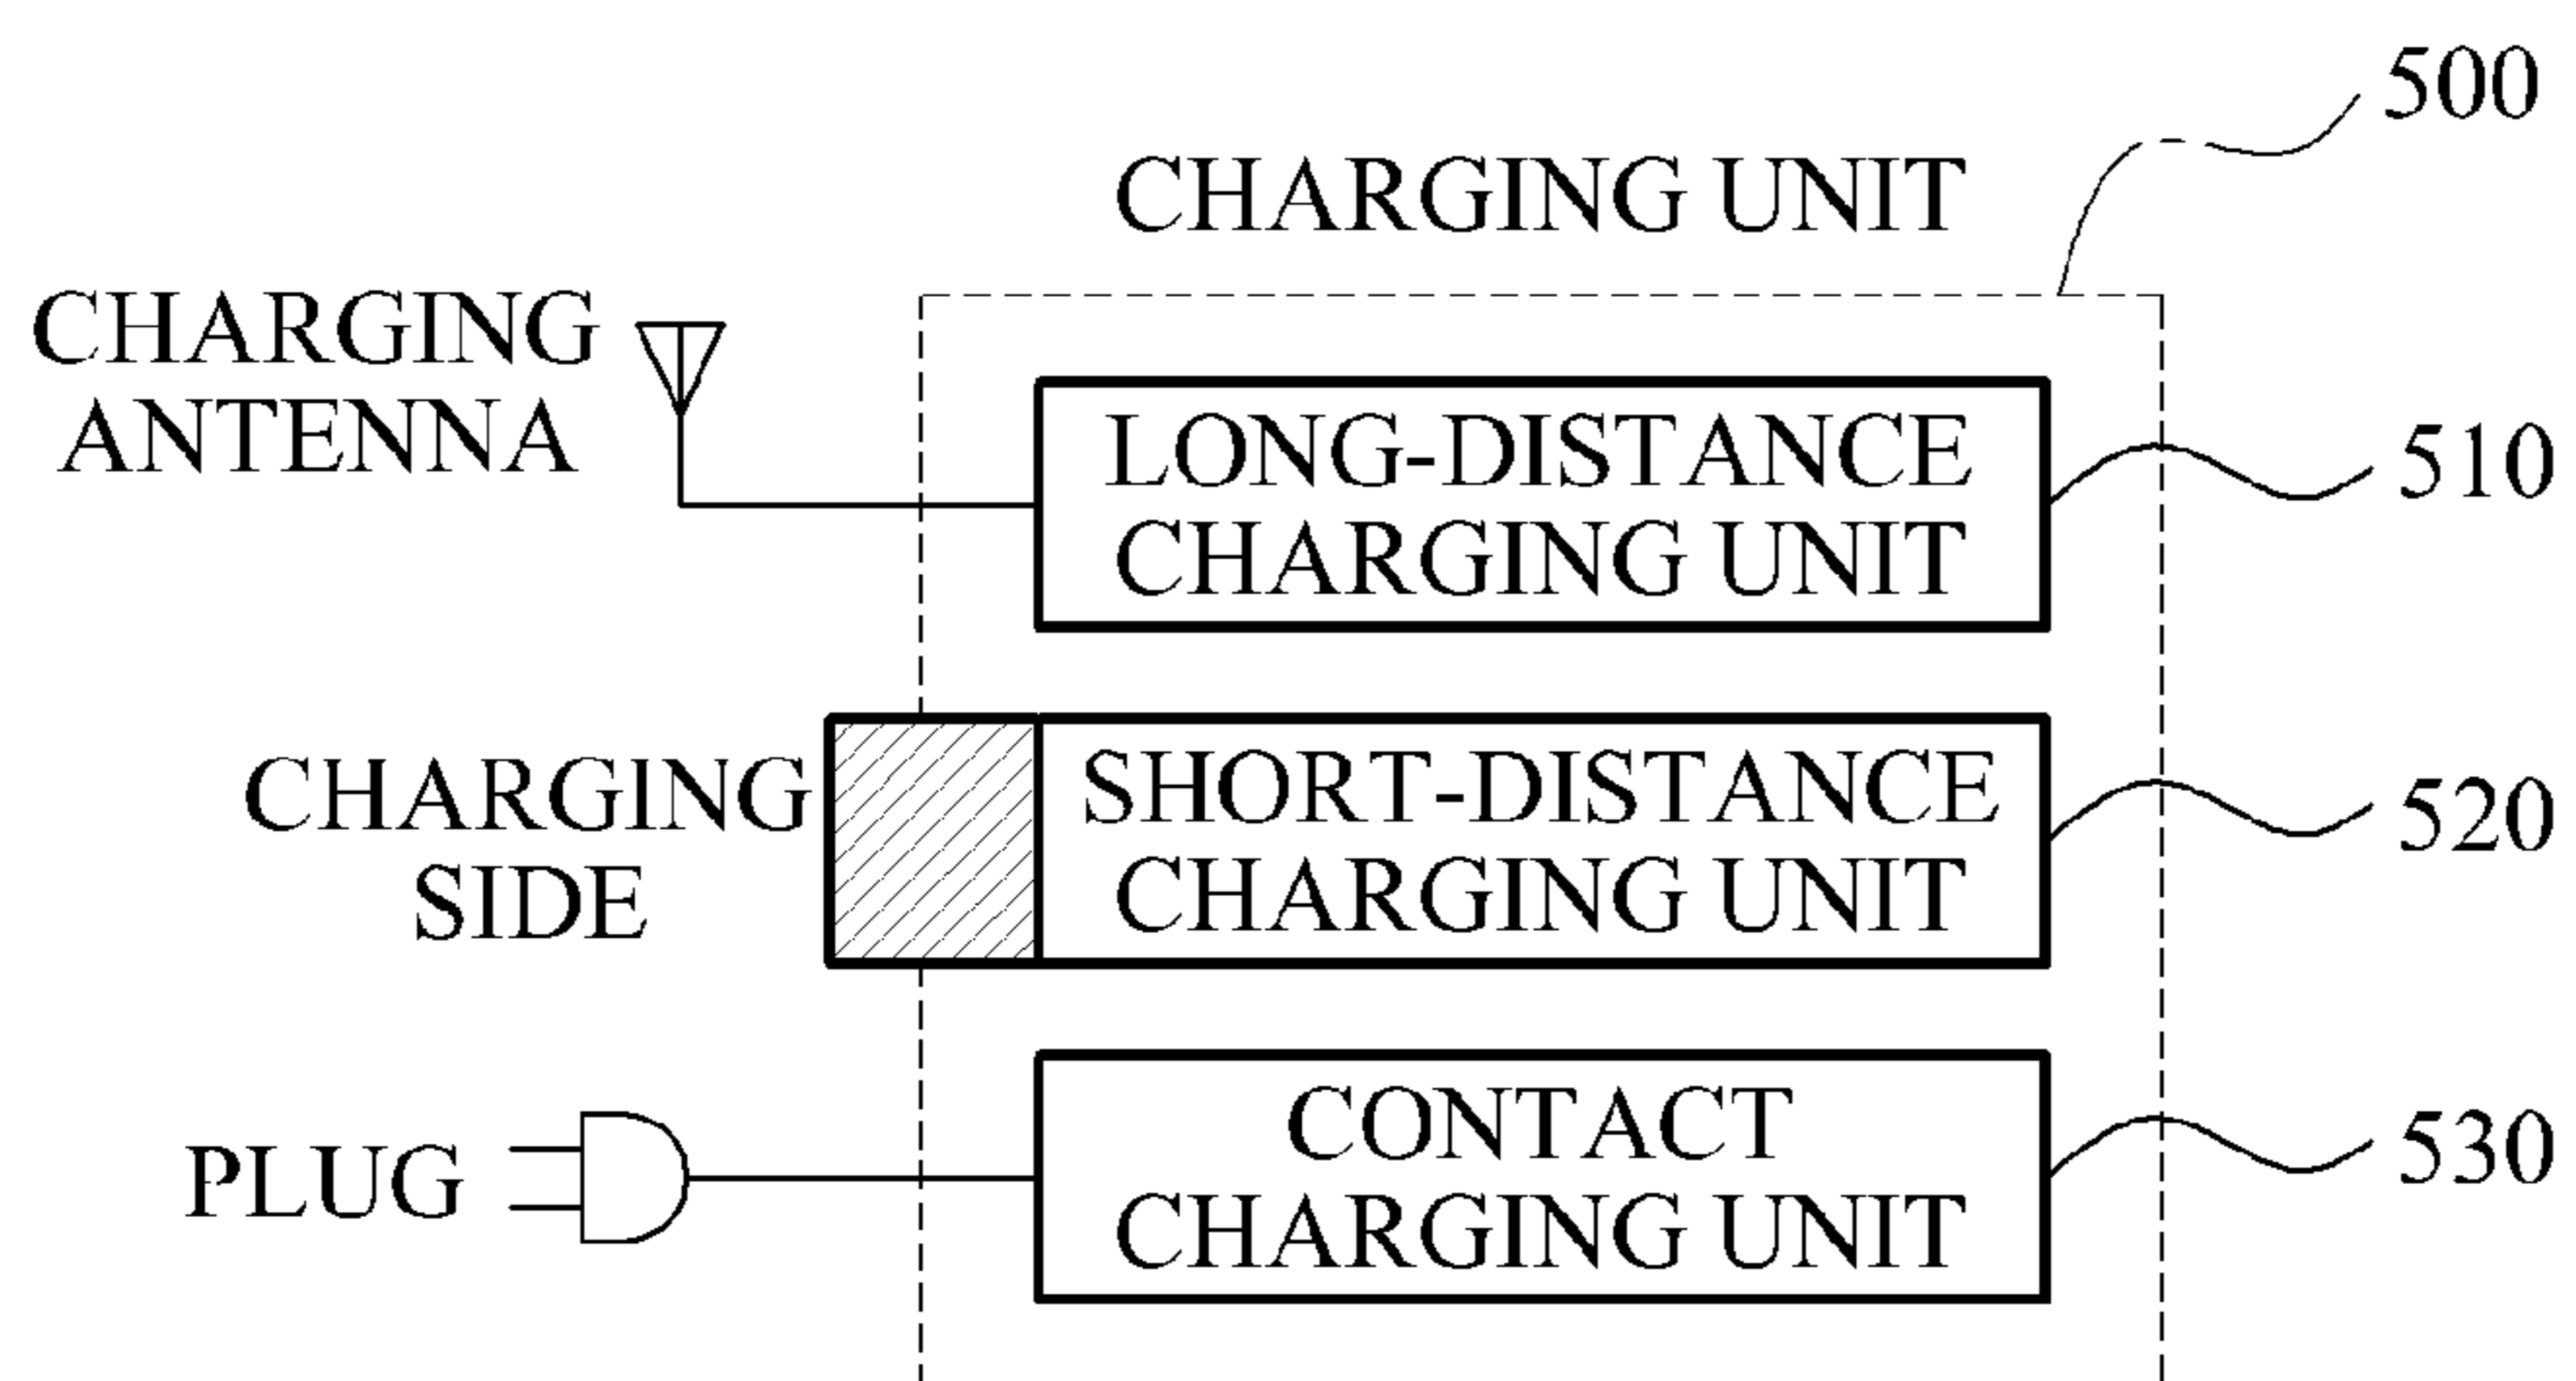 500
CHARGING UNIT
CHARGING
ANTENNA
LONG-DISTANCE
CHARGING UNIT
510
CHARGING
SIDE
SHORT-DISTANCE
CHARGING UNIT
520
PLUG
CONTACT
CHARGING UNIT
530